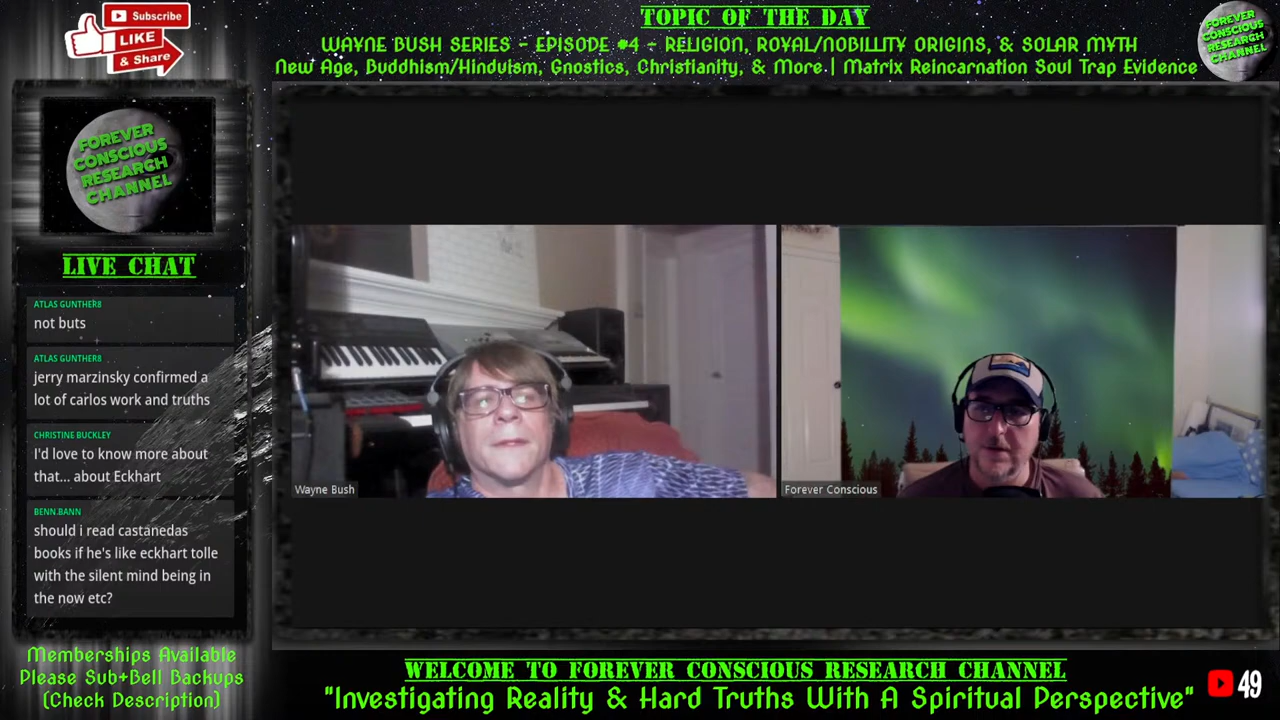 Subscribe
LIKE
& Share
TOPIC OF THE DAY
WAYNE BUSH SERIES - EPISODE #4 - RELIGION, ROYAL/NOBILLITY ORIGINS, & SOLAR MYTH
New Age, Buddhism/Hinduism, Gnostics, Christianity, & More | Matrix Reincarnation Soul Trap Evidence
FOREVER
CONSCIOUS
RESEARCH
CHANNEL
FOREVER
CONSCIOUS
RESEARCH
CHANNEL
LIVE CHAT
ATLAS GUNTHER8
not buts
ATLAS GUNTHER8
jerry marzinsky confirmed a
lot of carlos work and truths
CHRISTINE BUCKLEY
I'd love to know more about
that... about Eckhart
BENN.BANN
should i read castanedas
books if he's like eckhart tolle
with the silent mind being in
the now etc?
Wayne Bush
Forever Conscious
Memberships Available
Please Sub+Bell Backups
(Check Description)
WELCOME TO FOREVER CONSCIOUS RESEARCH CHANNEL
"Investigating Reality & Hard Truths With A Spiritual Perspective"
49